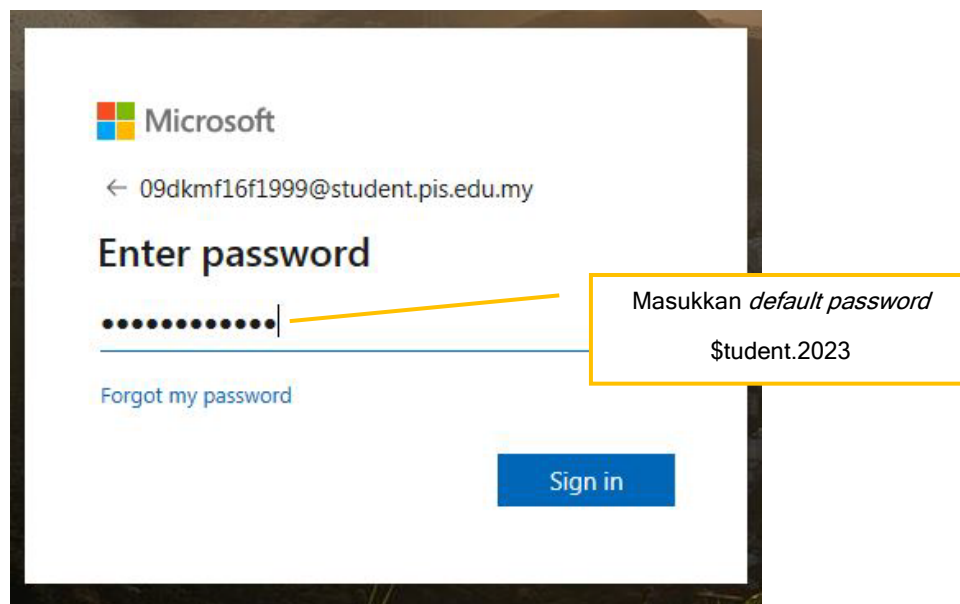 Microsoft
← 09dkmf16f1999@student.pis.edu.my
Enter password
••••••••••••
Masukkan default password
$tudent.2023
Forgot my password
Sign in